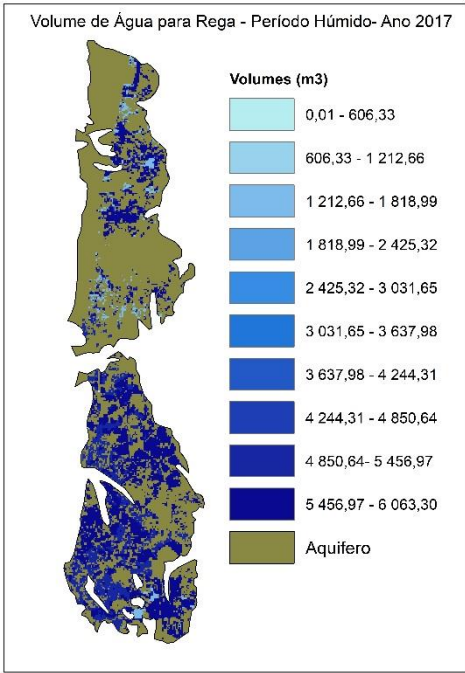 Volume de Água para Rega - Período Húmido- Ano 2017
Volumes (m3)
0,01 - 606,33
606,33 - 1 212,66
1 212,66 - 1 818,99
1 818,99 - 2 425,32
2 425,32 - 3 031,65
3 031,65 - 3 637,98
3 637,98 - 4 244,31
4 244,31 - 4 850,64
4 850,64- 5 456,97
5 456,97 - 6 063,30
Aquifero